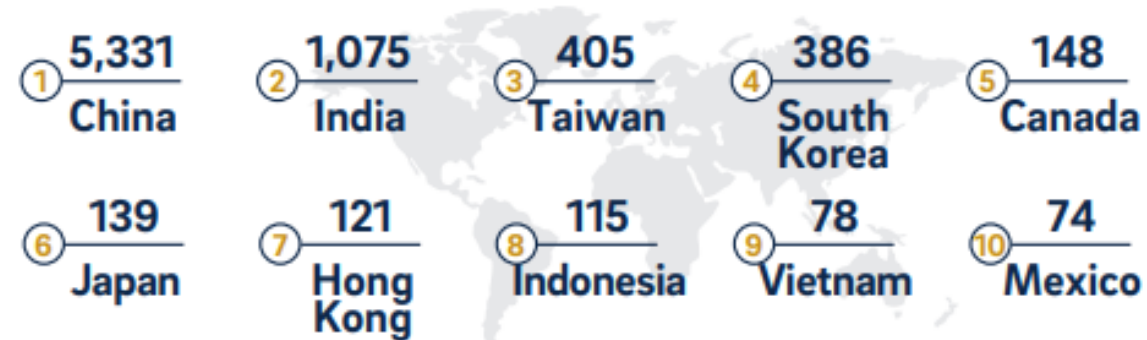 1 5,331 China
2 1,075 India
3 405 Taiwan
4 386 South Korea
5 148 Canada
6 139 Japan
7 121 Hong Kong
8 115 Indonesia
9 78 Vietnam
10 74 Mexico